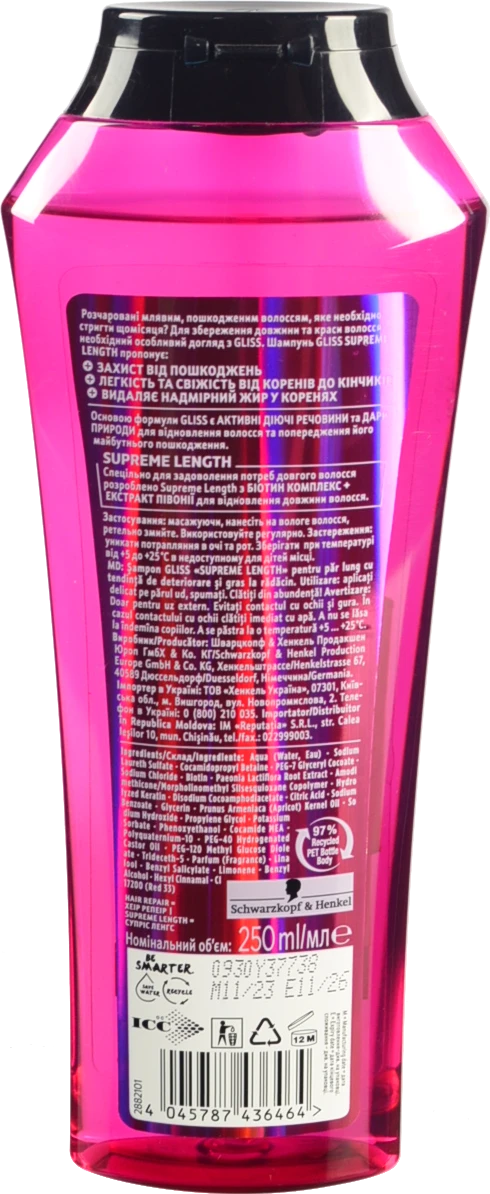 Розчаровані млявим, пошкодженим волоссям, яке необхідно
стригти щомісяця? Для збереження довжини та краси волосся
необхідний особливий догляд з GLISS. Шампунь GLISS SUPREME
LENGTH пропонує:
+ ЗАХИСТ ВІД ПОШКОДЖЕНЬ
+ ЛЕГКІСТЬ ТА СВІЖІСТЬ ВІД КОРЕНІВ ДО КІНЧИКІВ
+ ВИДАЛЯЄ НАДМІРНИЙ ЖИР У КОРЕНЯХ
Основою формули GLISS є АКТИВНІ ДІЮЧІ РЕЧОВИНИ та ДАРИ
ПРИРОДИ для відновлення волосся та попередження його
майбутнього пошкодження.
SUPREME LENGTH
Спецільно для задоволення потреб довгого волосся
розроблено Supreme Length з БІОТИН КОМПЛЕКС +
ЕКСТРАКТ ПІВОНІЇ для відновлення довжин волосся.
Застосування: масажуючи, нанесіть на вологе волосся,
ретельно змийте. Використовуйте регулярно. Застереження:
уникати потрапляння в очі та рот. Зберігати при температурі
від +5 до +25°C в недоступному для дітей місці.
MD: Şampon GLISS «SUPREME LENGTH» pentru păr lung cu
tendință de deteriorare și gras la rădăcin. Utilizare: aplicați
delicat pe părul ud, spumați. Clătiți din abundență! Avertizare:
Doar pentru uz extern. Evitați contactul cu ochii și gura. În
cazul contactului cu ochii clătiți imediat cu apă. A nu se lăsa
la îndemîna copiilor. A se păstra la o temperatură +5 ... +25°C.
Виробник/Producător: Шварцкопф & Хенкель Продакшен
Юроп ГмбХ & Ко. КГ/Schwarzkopf & Henkel Production
Europe GmbH & Co. KG, Хенкельштрассе/Henkelstrasse 67,
40589 Дюссельдорф/Duesseldorf, Німеччина/Germania.
Імпортер в Україні: ТОВ «Хенкель Україна», 07301, Київ-
ська обл., м. Вишгород, вул. Новопромислова, 2. Теле-
фон в Україні: 0 (800) 210 035. Importator/Distribuitor
în Republica Moldova: ÎM «Reputația» S.R.L., str. Calea
Ieșilor 10, mun. Chișinău, tel./fax.: 022999003.
Ingredients/Склад/Ingediente: Aqua (Water, Eau) - Sodium
Laureth Sulfate - Cocamidopropyl Betaine - PEG-7 Glyceryl Cocoate -
Sodium Chloride - Biotin - Paeonia Lactiflora Root Extract - Amodi
methicone/Morpholinomethyl Silsesquioxane Copolymer - Hydro
lyzed Keratin - Disodium Cocoamphodiacetate - Citric Acid - Sodium
Benzoate - Glycerin - Prunus Armeniaca (Apricot) Kernel Oil - So
dium Hydroxide - Propylene Glycol - Potassium
Sorbate - Phenoxyethanol - Cocamide MEA -
Polyquaternium-10 - PEG-40 Hydrogenated
Castor Oil - PEG-120 Methyl Glucose Diole
ate - Trideceth-5 - Parfum (Fragrance) - Lina
lool - Benzyl Salicylate - Limonene - Benzyl
Alcohol - Hexyl Cinnamal - CI
17200 (Red 33)
97%
Recycled
PET Bottle
Body
HAIR REPAIR =
ХЕІР РЕПЕІР |
SUPREME LENGTH =
СУПРІС ЛЕНГС
Schwarzkopf & Henkel
Номінальний об'єм: 250 ml/мл e
BE
SMARTER.
SAVE
WATER
RECYCLE
0930Y37738
M11/23 E11/26
ICC
12 M
2882101
4 045787 436464 >